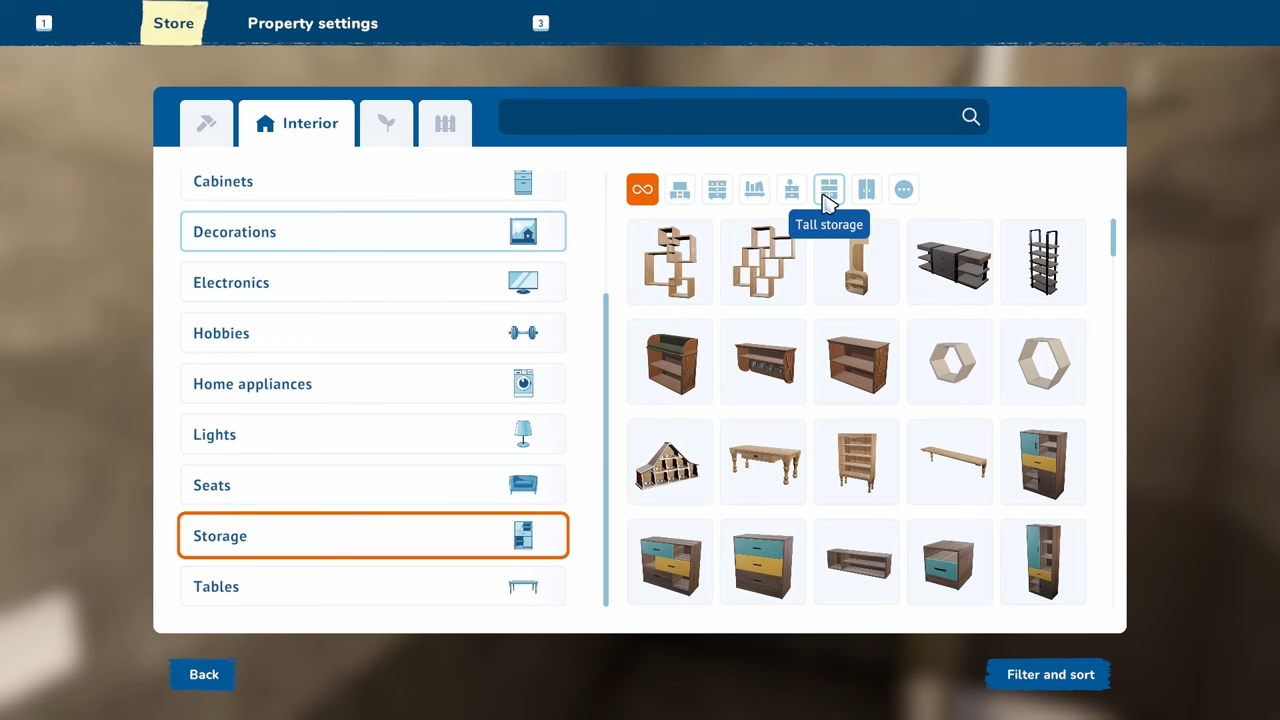 1
Store
Property settings
3
Interior
Cabinets
Decorations
Electronics
Hobbies
Home appliances
Lights
Seats
Storage
Tables
Tall storage
Back
Filter and sort